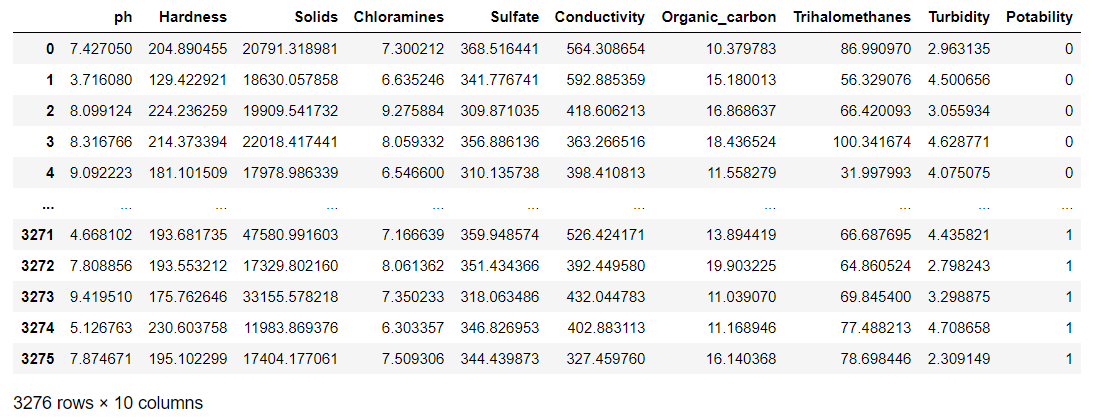 ph Hardness Solids Chloramines Sulfate Conductivity Organic_carbon Trihalomethanes Turbidity Potability
0 7.427050 204.890455 20791.318981 7.300212 368.516441 564.308654 10.379783 86.990970 2.963135 0
1 3.716080 129.422921 18630.057858 6.635246 341.776741 592.885359 15.180013 56.329076 4.500656 0
2 8.099124 224.236259 19909.541732 9.275884 309.871035 418.606213 16.868637 66.420093 3.055934 0
3 8.316766 214.373394 22018.417441 8.059332 356.886136 363.266516 18.436524 100.341674 4.628771 0
4 9.092223 181.101509 17978.986339 6.546600 310.135738 398.410813 11.558279 31.997993 4.075075 0
... ... ... ... ... ... ... ... ... ... ...
3271 4.668102 193.681735 47580.991603 7.166639 359.948574 526.424171 13.894419 66.687695 4.435821 1
3272 7.808856 193.553212 17329.802160 8.061362 351.434366 392.449580 19.903225 64.860524 2.798243 1
3273 9.419510 175.762646 33155.578218 7.350233 318.063486 432.044783 11.039070 69.845400 3.298875 1
3274 5.126763 230.603758 11983.869376 6.303357 346.826953 402.883113 11.168946 77.488213 4.708658 1
3275 7.874671 195.102299 17404.177061 7.509306 344.439873 327.459760 16.140368 78.698446 2.309149 1
3276 rows × 10 columns